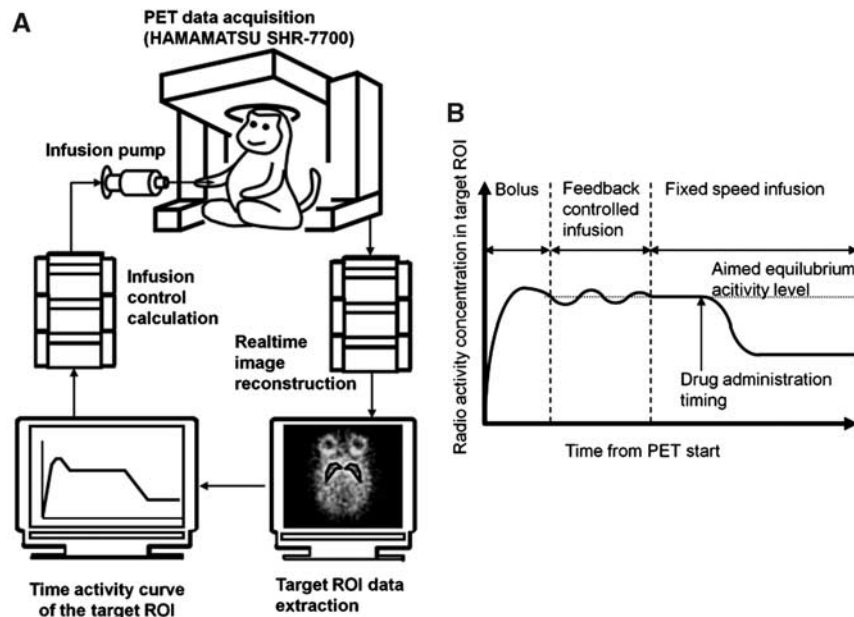 A
PET data acquisition
(HAMAMATSU SHR-7700)
Infusion pump
Infusion
control
calculation
Realtime
image
reconstruction
Time activity curve
of the target ROI
Target ROI data
extraction
B
Radio activity concentration in target ROI
Bolus
Feedback
controlled
infusion
Fixed speed infusion
Aimed equilubrium
acitivity level
Drug administration
timing
Time from PET start